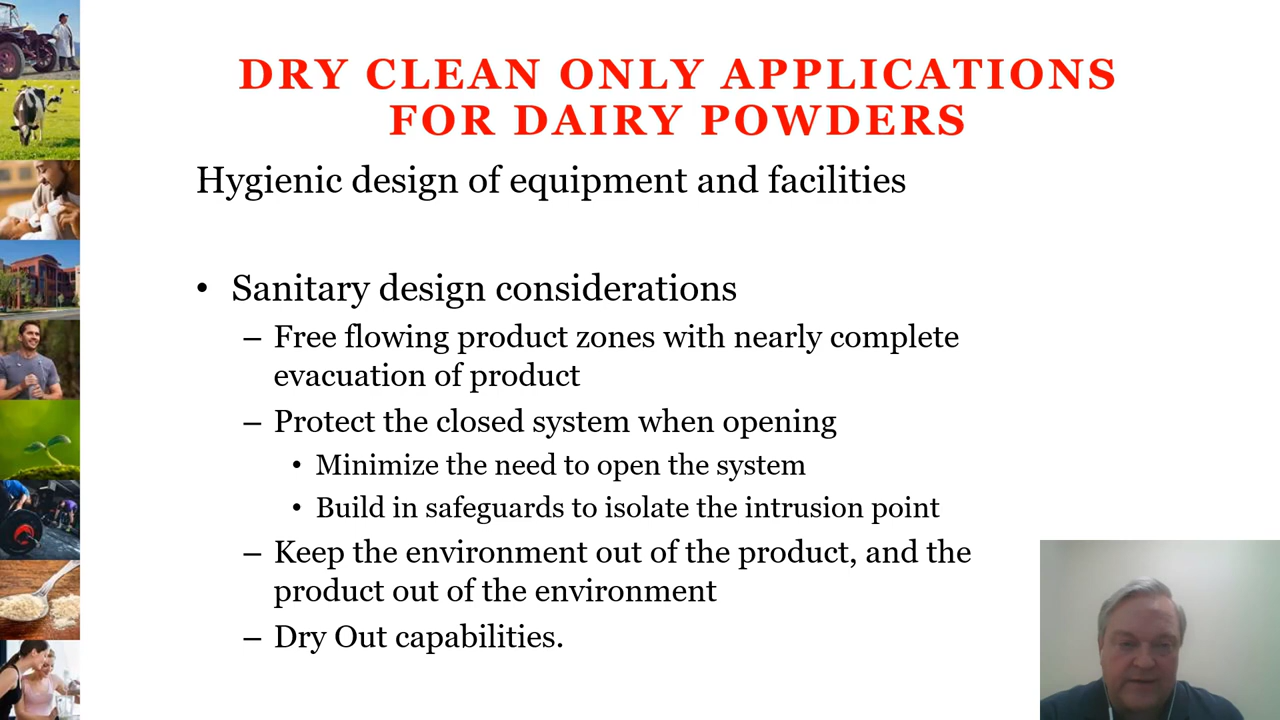 DRY CLEAN ONLY APPLICATIONS
FOR DAIRY POWDERS
Hygienic design of equipment and facilities
• Sanitary design considerations
– Free flowing product zones with nearly complete
evacuation of product
– Protect the closed system when opening
• Minimize the need to open the system
• Build in safeguards to isolate the intrusion point
– Keep the environment out of the product, and the
product out of the environment
– Dry Out capabilities.